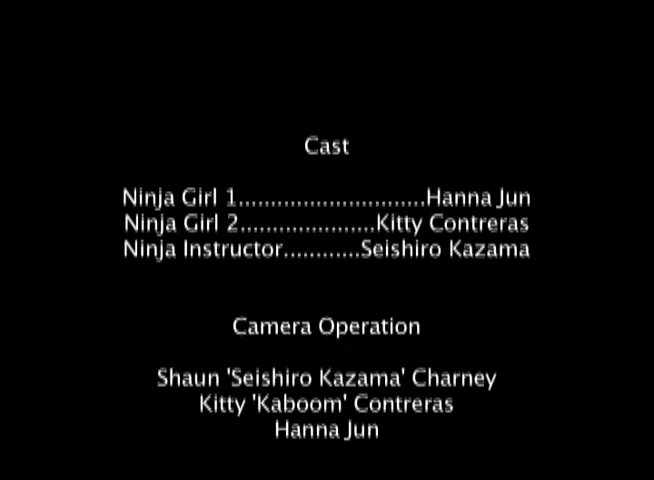 Cast
Ninja Girl 1.............................Hanna Jun
Ninja Girl 2.....................Kitty Contreras
Ninja Instructor............Seishiro Kazama
Camera Operation
Shaun 'Seishiro Kazama' Charney
Kitty 'Kaboom' Contreras
Hanna Jun